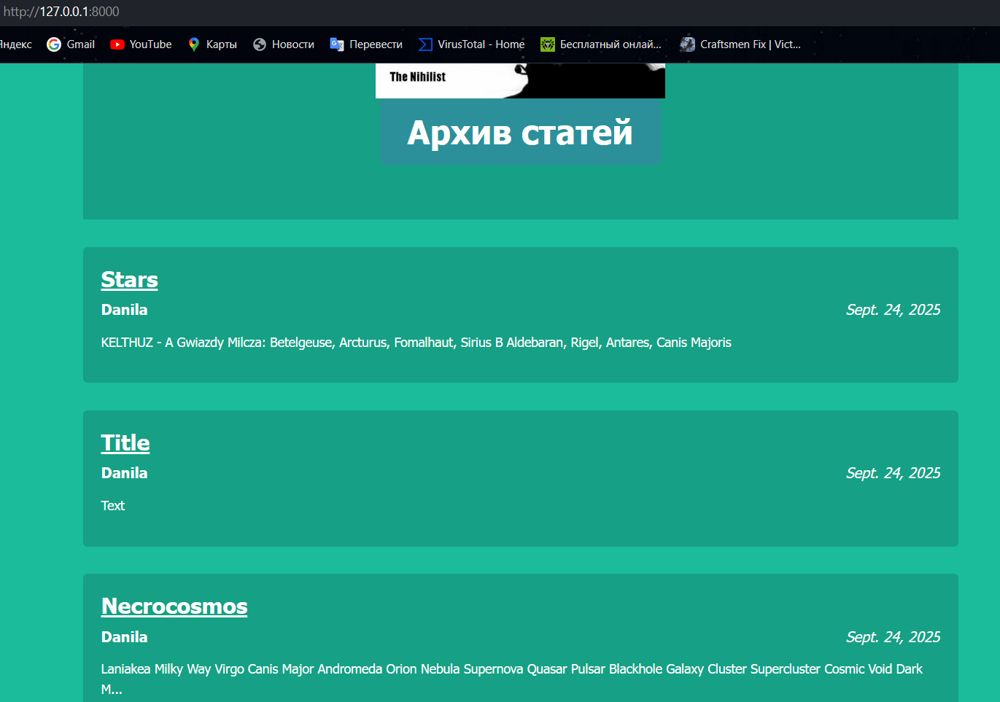 http://127.0.0.1:8000
Яндекс Gmail YouTube Карты Новости Перевести VirusTotal - Home Бесплатный онлай... Craftsmen Fix | Vict...
The Nihilist
Архив статей
Stars
Danila Sept. 24, 2025
KELTHUZ - A Gwiazdy Milcza: Betelgeuse, Arcturus, Fomalhaut, Sirius B Aldebaran, Rigel, Antares, Canis Majoris
Title
Danila Sept. 24, 2025
Text
Necrocosmos
Danila Sept. 24, 2025
Laniakea Milky Way Virgo Canis Major Andromeda Orion Nebula Supernova Quasar Pulsar Blackhole Galaxy Cluster Supercluster Cosmic Void Dark
M...